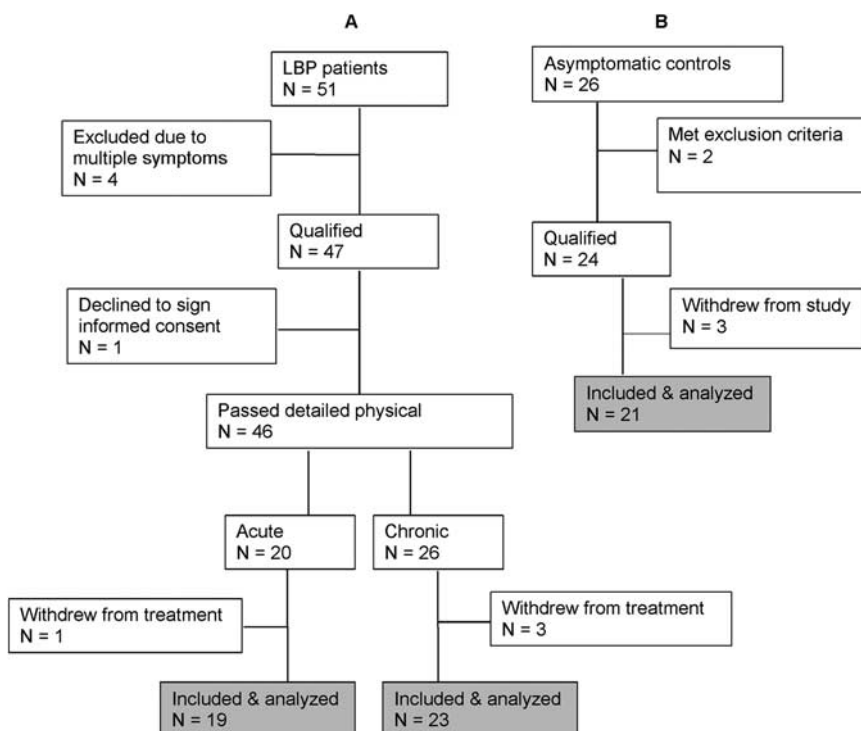 A
LBP patients
N = 51
Excluded due to
multiple symptoms
N = 4
Qualified
N = 47
Declined to sign
informed consent
N = 1
Passed detailed physical
N = 46
Acute
N = 20
Chronic
N = 26
Withdrew from treatment
N = 1
Withdrew from treatment
N = 3
Included & analyzed
N = 19
Included & analyzed
N = 23
B
Asymptomatic controls
N = 26
Met exclusion criteria
N = 2
Qualified
N = 24
Withdrew from study
N = 3
Included & analyzed
N = 21